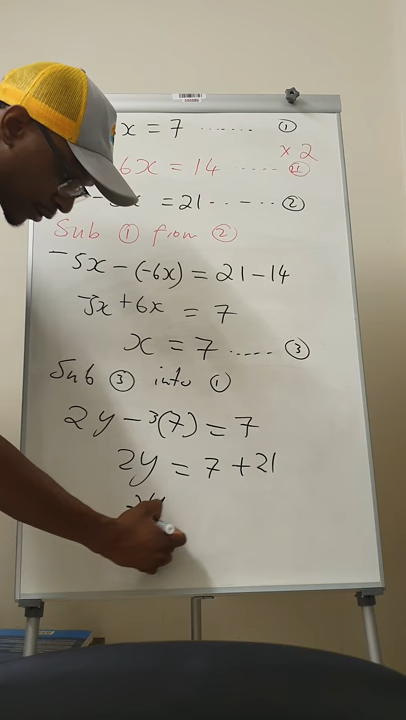 x = 7 ....... ①
× 2
6x = 14 ....
= 21 .. - .. ②
Sub ① from ②
-5x - (-6x) = 21 - 14
-5x + 6x = 7
x = 7 ..... ③
Sub ③ into ①
2y - 3(7) = 7
2y = 7 + 21